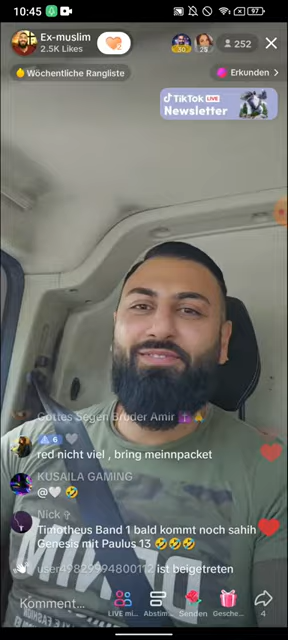 10:45
97
Ex-muslim
2.5K Likes
252
Wöchentliche Rangliste
Erkunden >
TikTok LIVE
Newsletter
Gottes Segen Brüder Amir
6
red nicht viel , bring meinnpacket
KUSAILA GAMING
@🤍 🤣
Nick
Timotheus Band 1 bald kommt noch sahih
Genesis mit Paulus 13 🤣🤣🤣
user49829994800112 ist beigetreten
Komment...
LIVE mi...
Abstim...
Senden
Gesche...
4